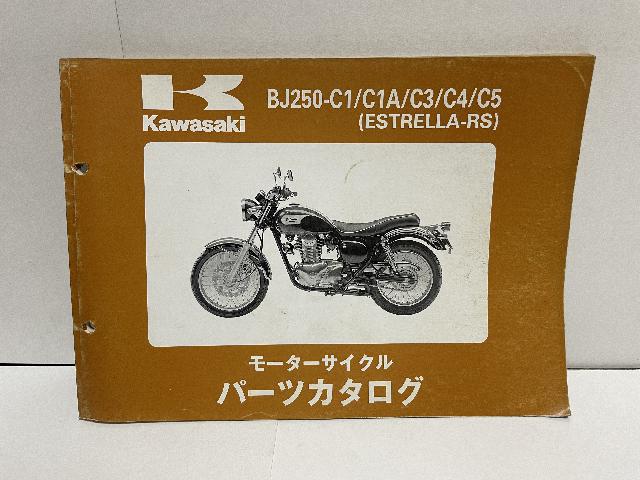 Kawasaki
BJ250-C1/C1A/C3/C4/C5
(ESTRELLA-RS)
モーターサイクル
パーツカタログ